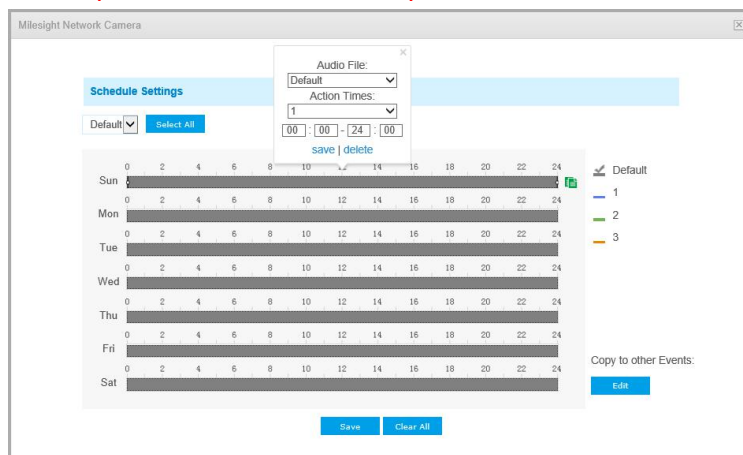 Milesight Network Camera
Audio File:
Default
Action Times:
1
00 : 00 - 24 : 00
save | delete
Schedule Settings
Default
Select All
0 2 4 6 8 10 12 14 16 18 20 22 24
Sun
0 2 4 6 8 10 12 14 16 18 20 22 24
Mon
0 2 4 6 8 10 12 14 16 18 20 22 24
Tue
0 2 4 6 8 10 12 14 16 18 20 22 24
Wed
0 2 4 6 8 10 12 14 16 18 20 22 24
Thu
0 2 4 6 8 10 12 14 16 18 20 22 24
Fri
0 2 4 6 8 10 12 14 16 18 20 22 24
Sat
Default
1
2
3
Copy to other Events:
Edit
Save
Clear All